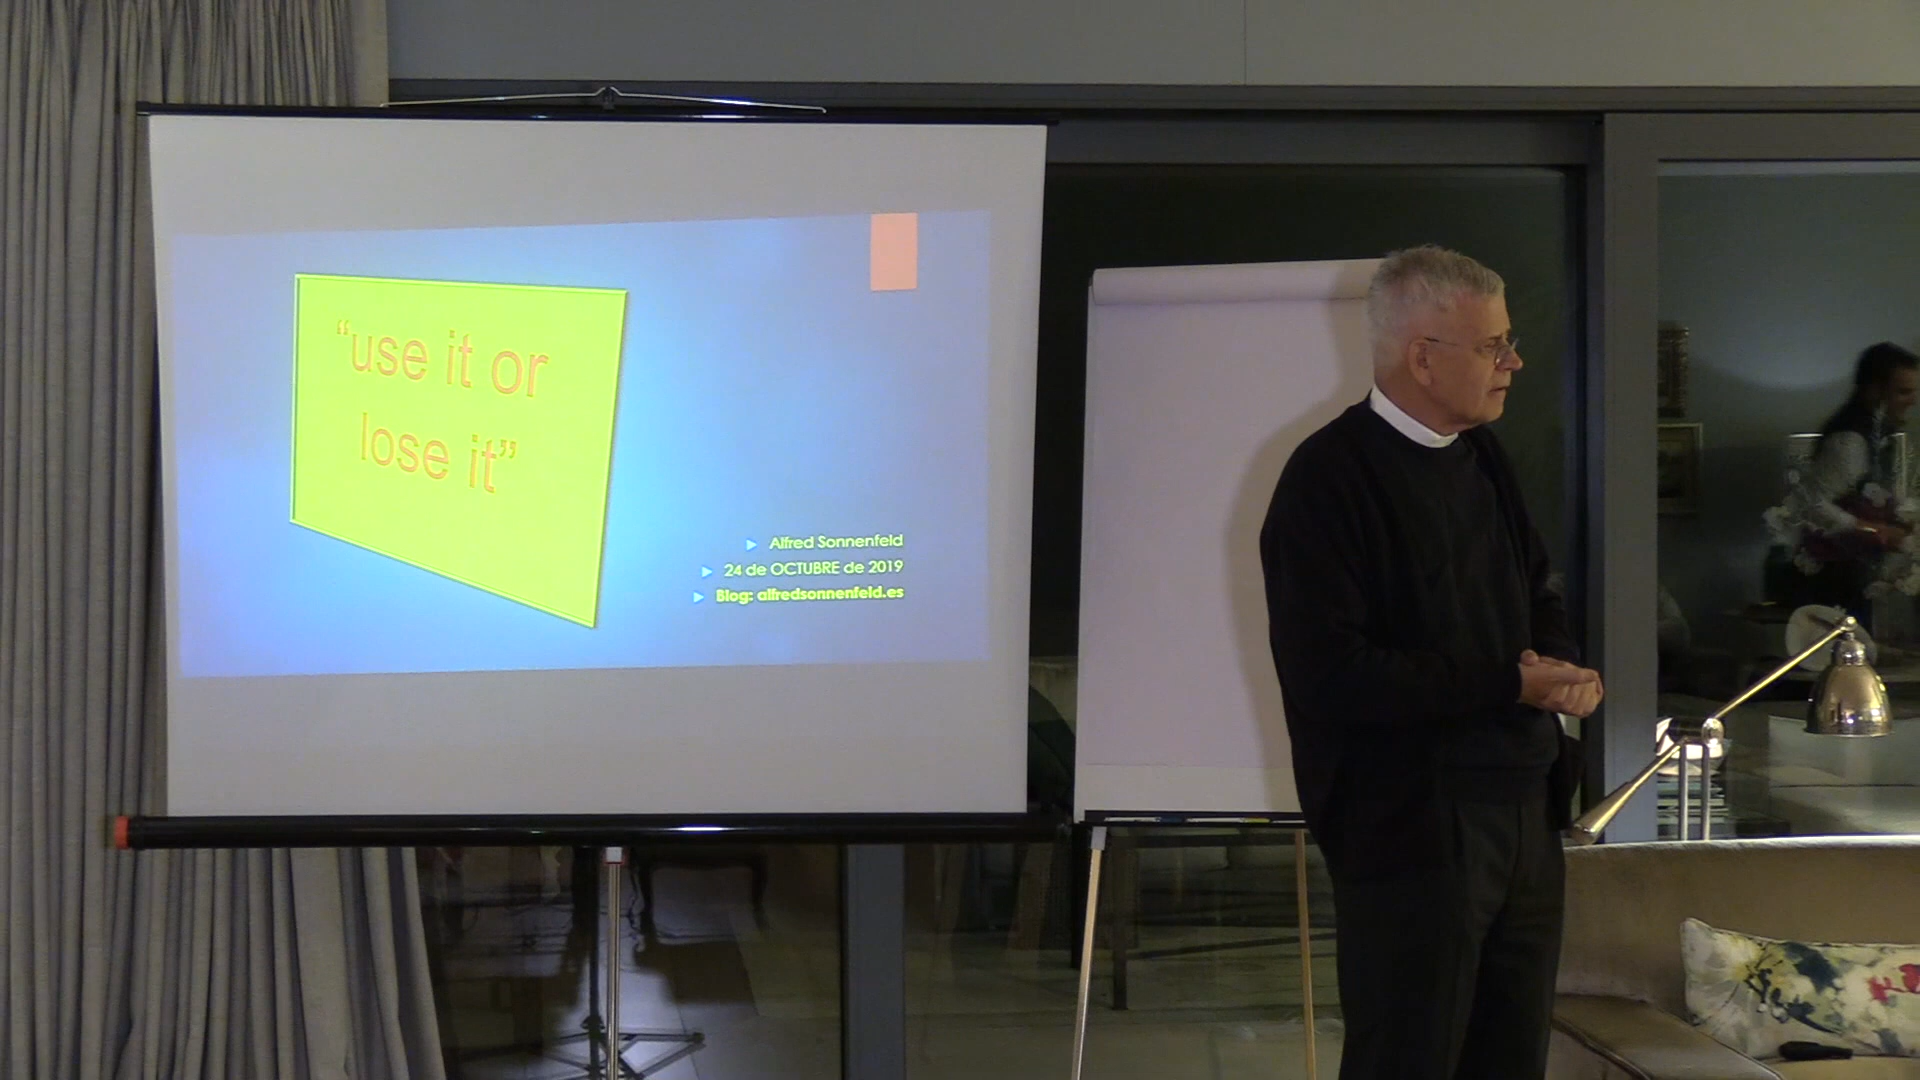 “use it or
lose it”
Alfred Sonnenfeld
24 de OCTUBRE de 2019
Blog: alfredsonnenfeld.es